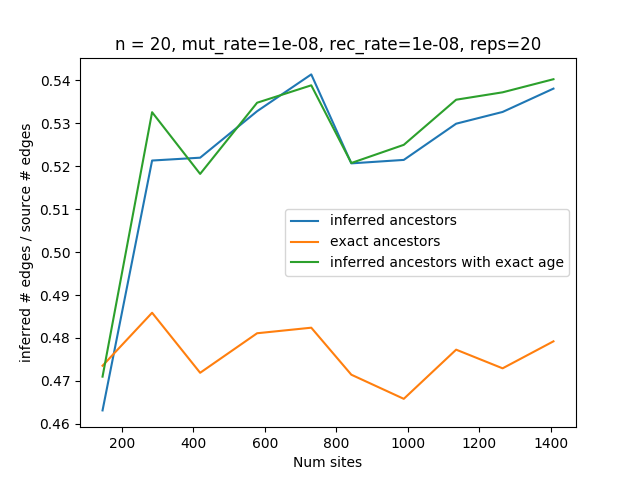 n = 20, mut_rate=1e-08, rec_rate=1e-08, reps=20
inferred # edges / source # edges
0.54
0.53
0.52
0.51
0.50
0.49
0.48
0.47
0.46
inferred ancestors
exact ancestors
inferred ancestors with exact age
200 400 600 800 1000 1200 1400
Num sites